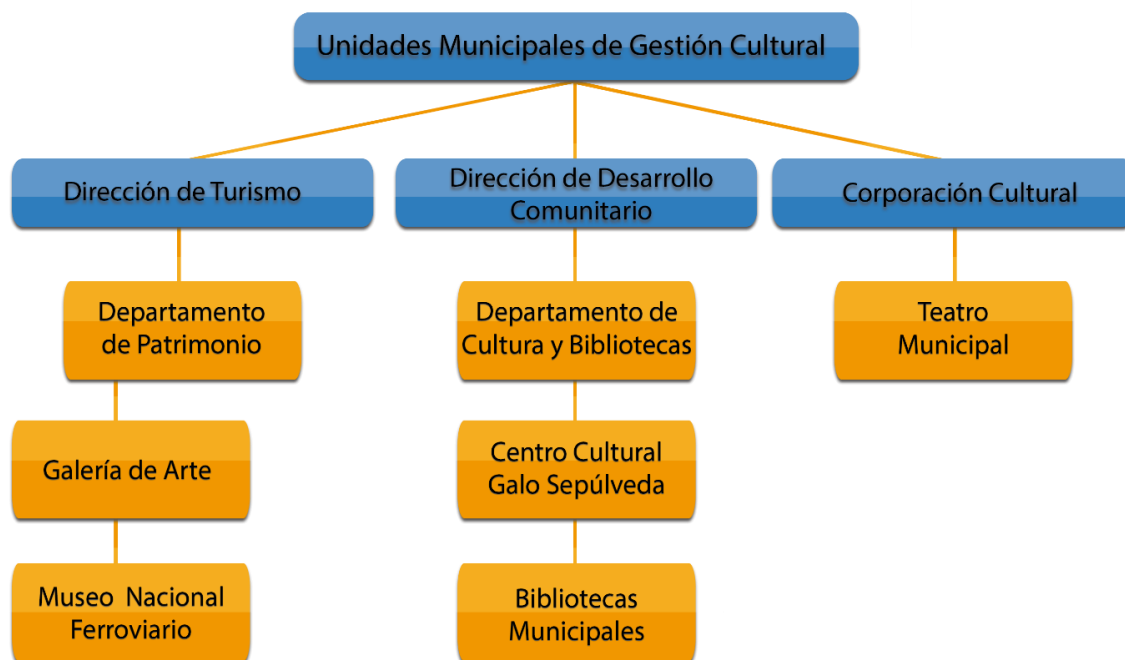 Unidades Municipales de Gestión Cultural
Dirección de Turismo
Dirección de Desarrollo
Comunitario
Corporación Cultural
Departamento
de Patrimonio
Departamento de
Cultura y Bibliotecas
Teatro
Municipal
Galería de Arte
Centro Cultural
Galo Sepúlveda
Museo Nacional
Ferroviario
Bibliotecas
Municipales